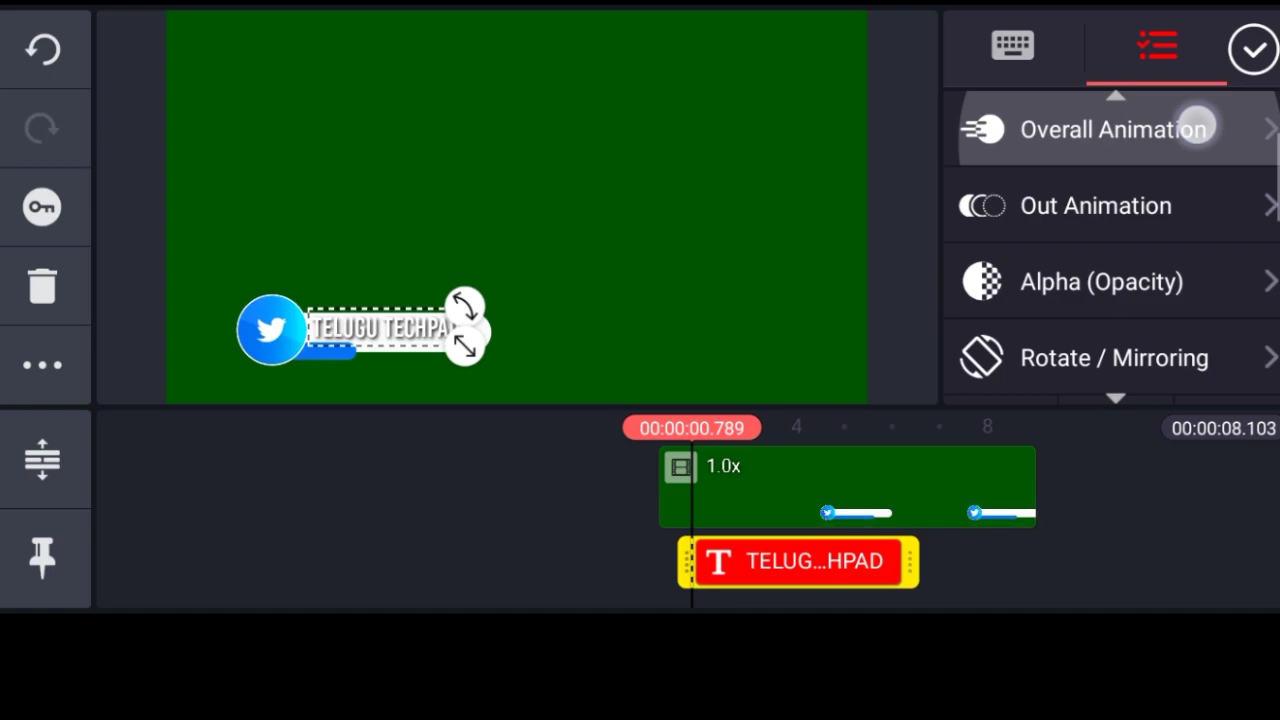 Overall Animation
Out Animation
Alpha (Opacity)
Rotate / Mirroring
TELUGU TECHPA
00:00:00.789
4
8
00:00:08.103
1.0x
T TELUG...HPAD